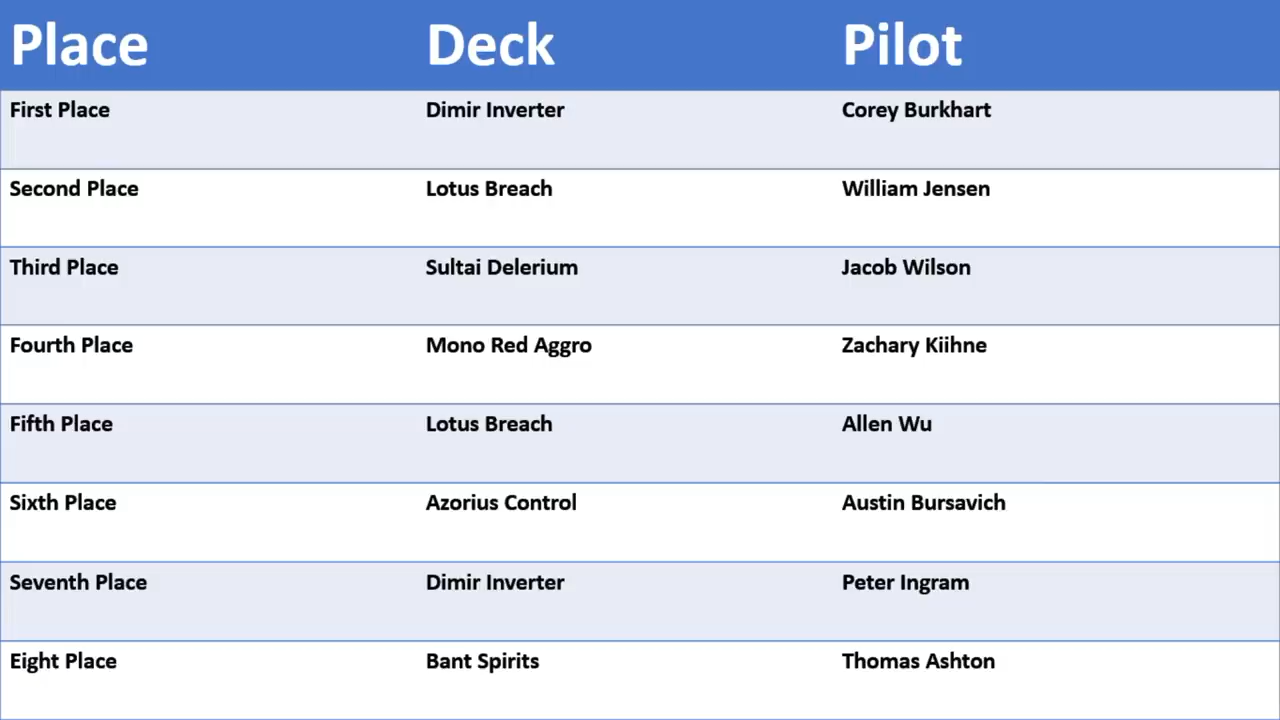 Place Deck Pilot
First Place Dimir Inverter Corey Burkhart
Second Place Lotus Breach William Jensen
Third Place Sultai Delerium Jacob Wilson
Fourth Place Mono Red Aggro Zachary Kiihne
Fifth Place Lotus Breach Allen Wu
Sixth Place Azorius Control Austin Bursavich
Seventh Place Dimir Inverter Peter Ingram
Eight Place Bant Spirits Thomas Ashton